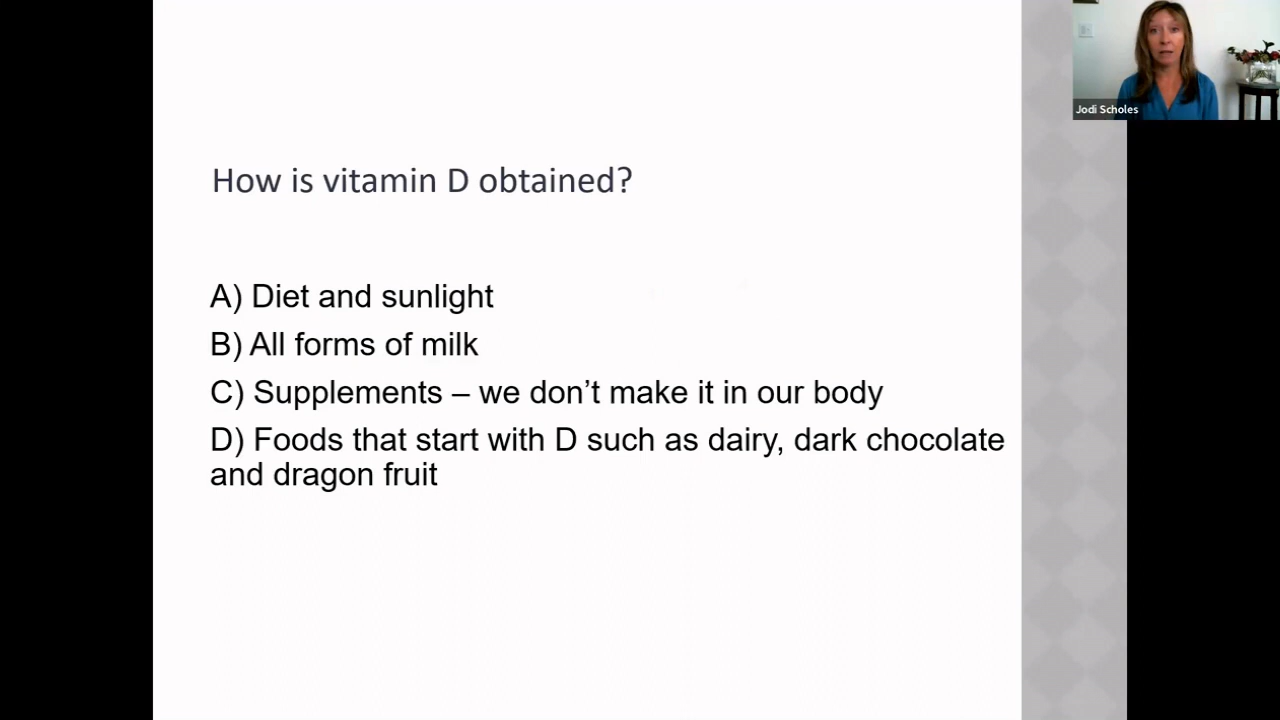 Jodi Scholes
How is vitamin D obtained?
A) Diet and sunlight
B) All forms of milk
C) Supplements – we don’t make it in our body
D) Foods that start with D such as dairy, dark chocolate
and dragon fruit